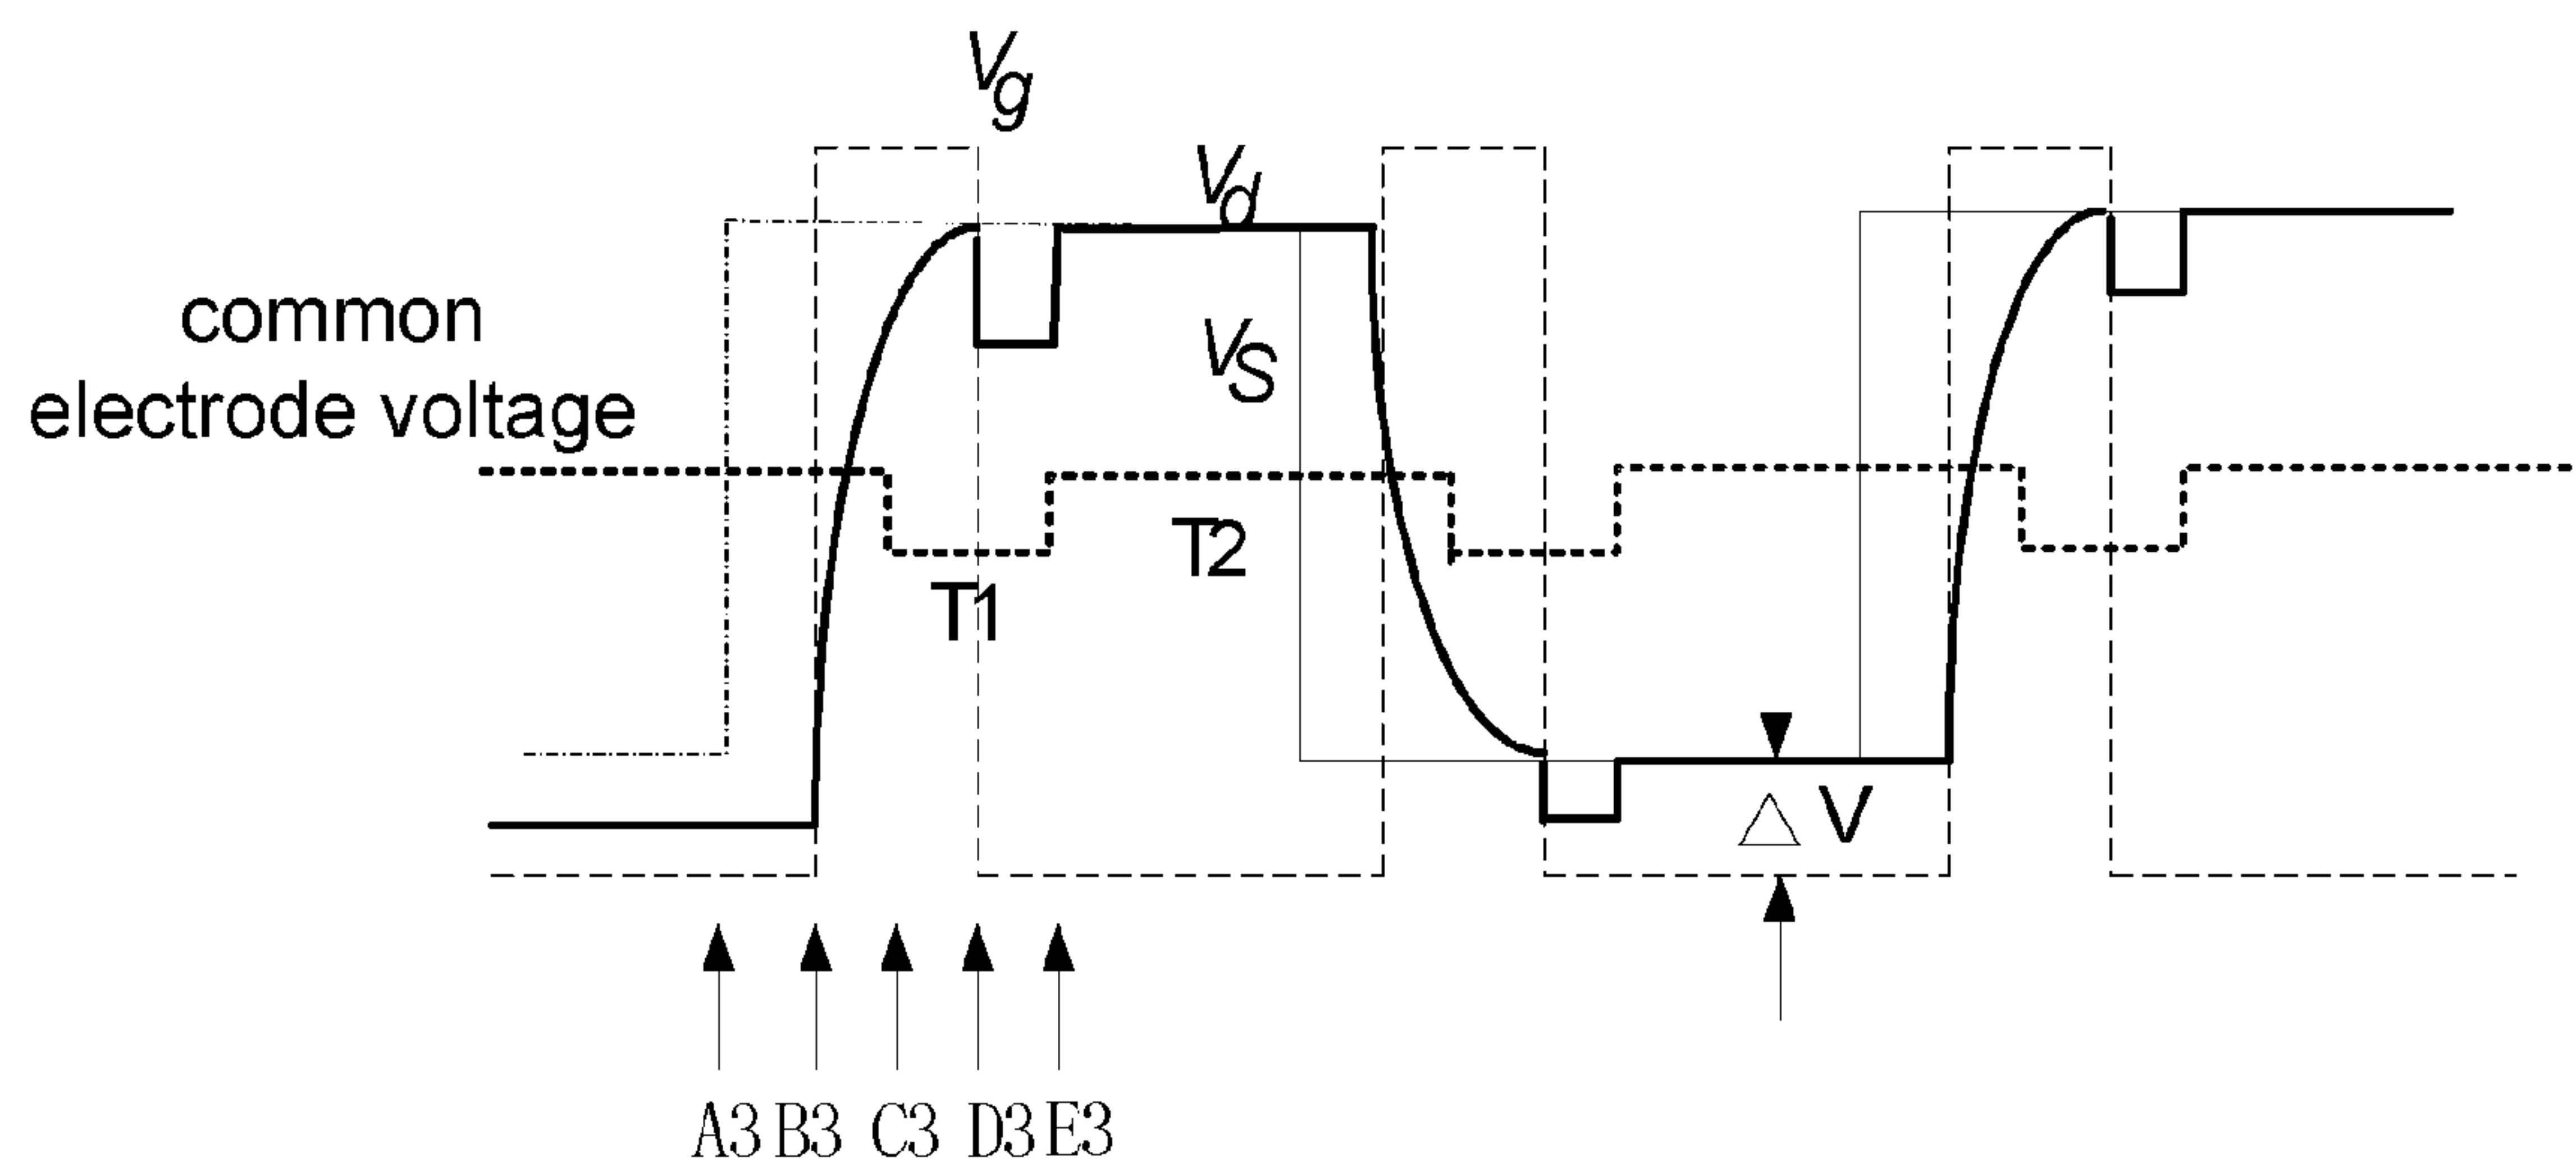 Vg
Vd
common
electrode voltage
VS
T1
T2
△ V
A3 B3 C3 D3 E3